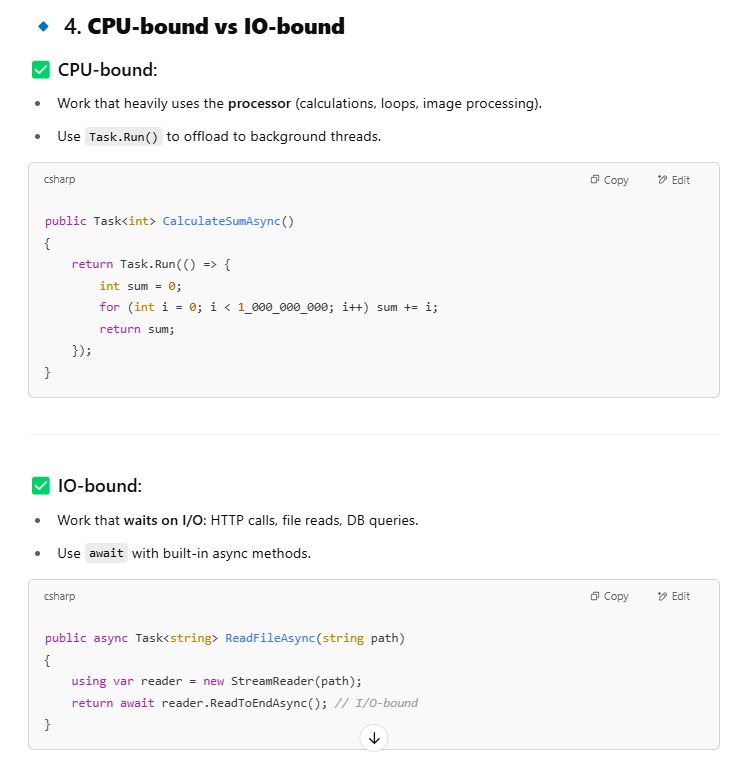 4. CPU-bound vs IO-bound
CPU-bound:
Work that heavily uses the processor (calculations, loops, image processing).
Use Task.Run() to offload to background threads.
csharp
Copy
Edit
public Task<int> CalculateSumAsync()
{
    return Task.Run(() => {
        int sum = 0;
        for (int i = 0; i < 1_000_000_000; i++) sum += i;
        return sum;
    });
}
IO-bound:
Work that waits on I/O: HTTP calls, file reads, DB queries.
Use await with built-in async methods.
csharp
Copy
Edit
public async Task<string> ReadFileAsync(string path)
{
    using var reader = new StreamReader(path);
    return await reader.ReadToEndAsync(); // I/O-bound
}